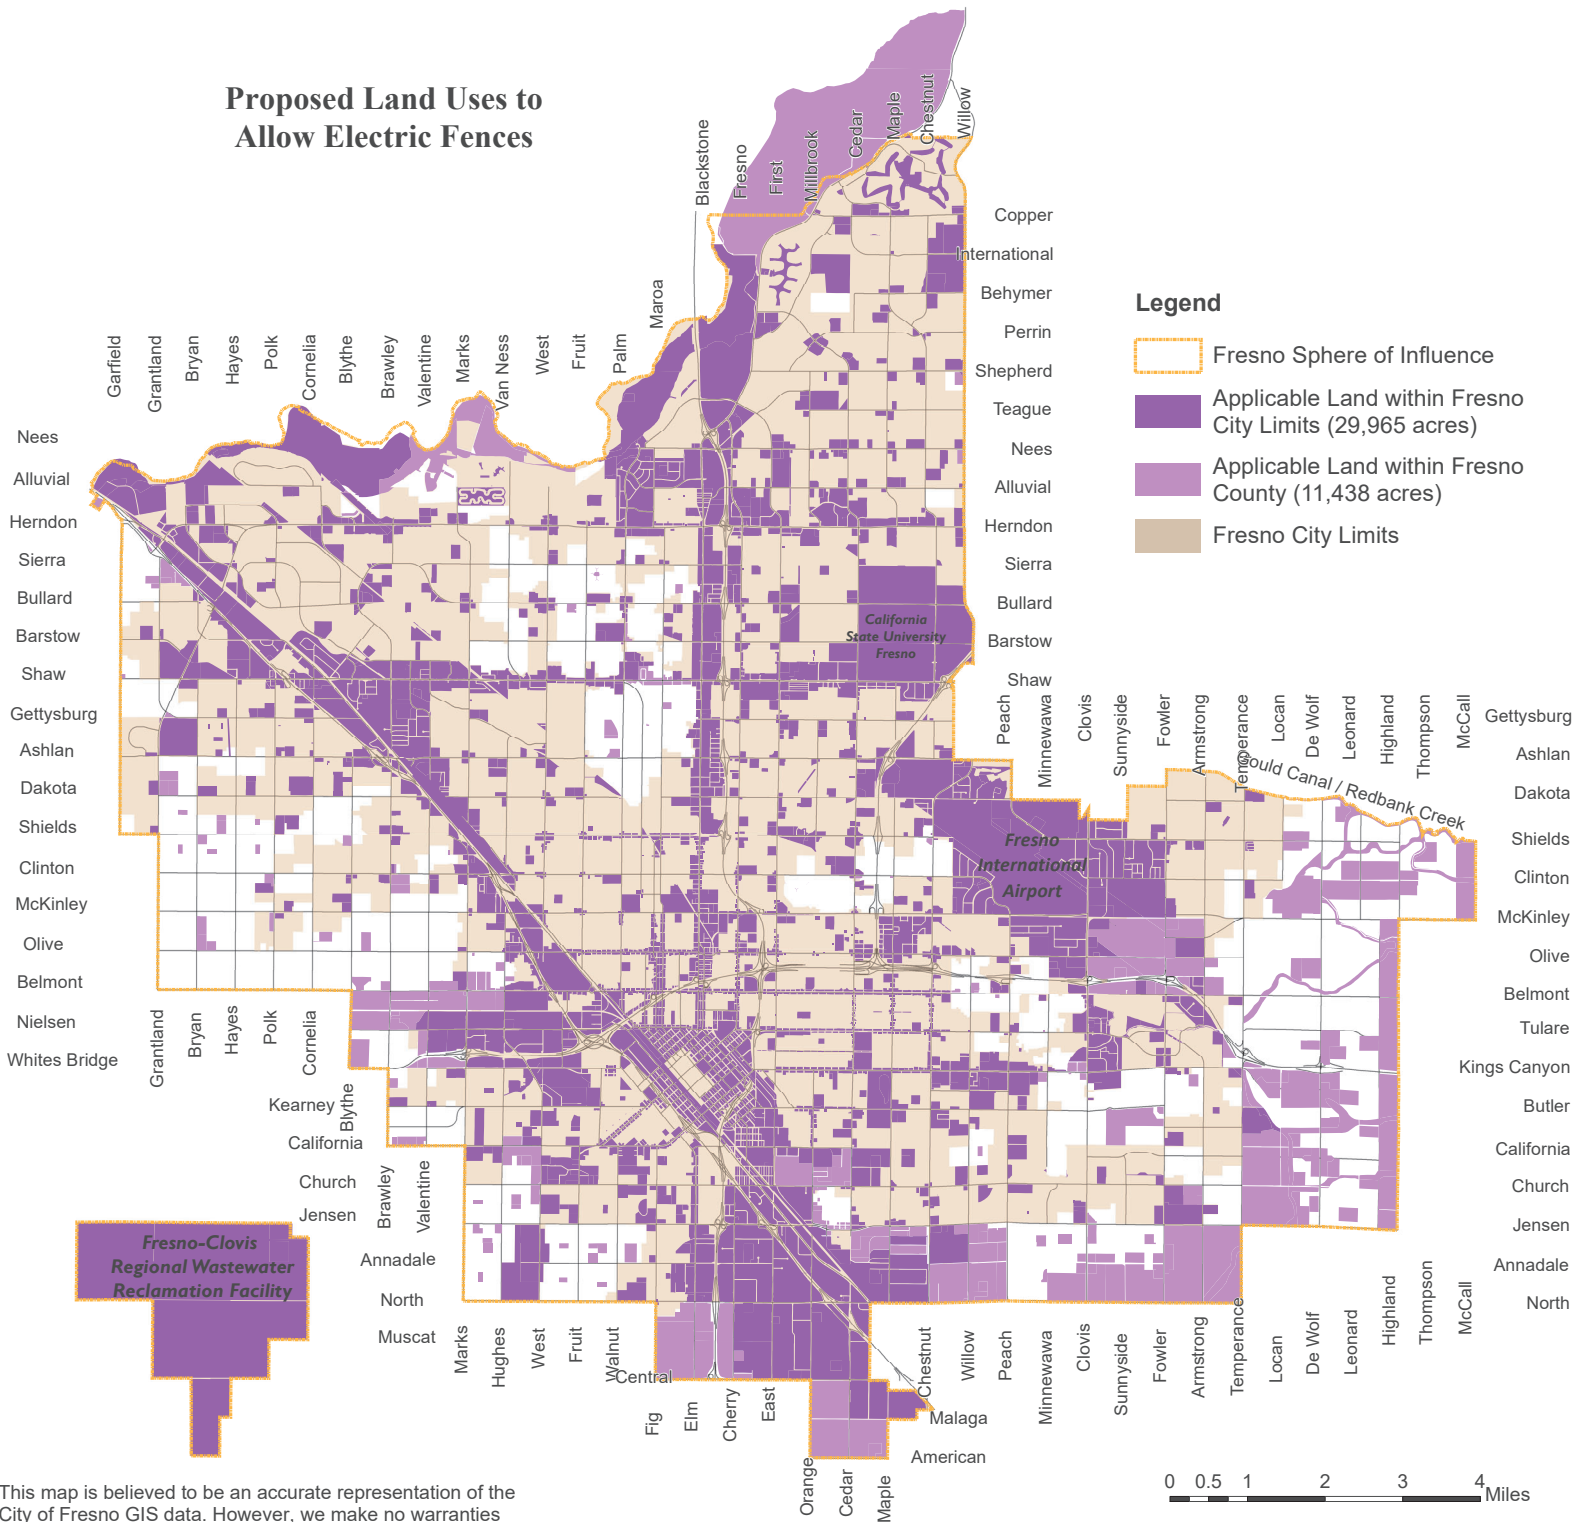 Proposed Land Uses to
Allow Electric Fences
Blackstone
Fresno
First
Millbrook
Cedar
Maple
Chestnut
Willow
Copper
International
Behymer
Perrin
Shepherd
Teague
Nees
Alluvial
Herndon
Sierra
Bullard
Barstow
Shaw
Legend
Fresno Sphere of Influence
Applicable Land within Fresno
City Limits (29,965 acres)
Applicable Land within Fresno
County (11,438 acres)
Fresno City Limits
Garfield
Grantland
Bryan
Hayes
Polk
Cornelia
Blythe
Brawley
Valentine
Marks
Van Ness
West
Fruit
Palm
Maroa
Nees
Alluvial
Herndon
Sierra
Bullard
Barstow
Shaw
Gettysburg
Ashlan
Dakota
Shields
Clinton
McKinley
Olive
Belmont
Nielsen
Whites Bridge
California
State University
Fresno
Peach
Minnewawa
Clovis
Sunnyside
Fowler
Armstrong
Temperance
Locan
De Wolf
Leonard
Highland
Thompson
McCall
Gould Canal / Redbank Creek
Gettysburg
Ashlan
Dakota
Shields
Clinton
McKinley
Olive
Belmont
Tulare
Kings Canyon
Butler
California
Church
Jensen
Annadale
North
Fresno
International
Airport
Grantland
Bryan
Hayes
Polk
Cornelia
Blythe
Kearney
California
Church
Jensen
Brawley
Valentine
Annadale
North
Muscat
Fresno-Clovis
Regional Wastewater
Reclamation Facility
Marks
Hughes
West
Fruit
Walnut
Central
Fig
Elm
Cherry
East
Orange
Cedar
Maple
American
Malaga
Chestnut
Willow
Peach
Minnewawa
Clovis
Sunnyside
Fowler
Armstrong
Temperance
Locan
De Wolf
Leonard
Highland
Thompson
McCall
0 0.5 1 2 3 4
Miles
This map is believed to be an accurate representation of the
City of Fresno GIS data. However, we make no warranties